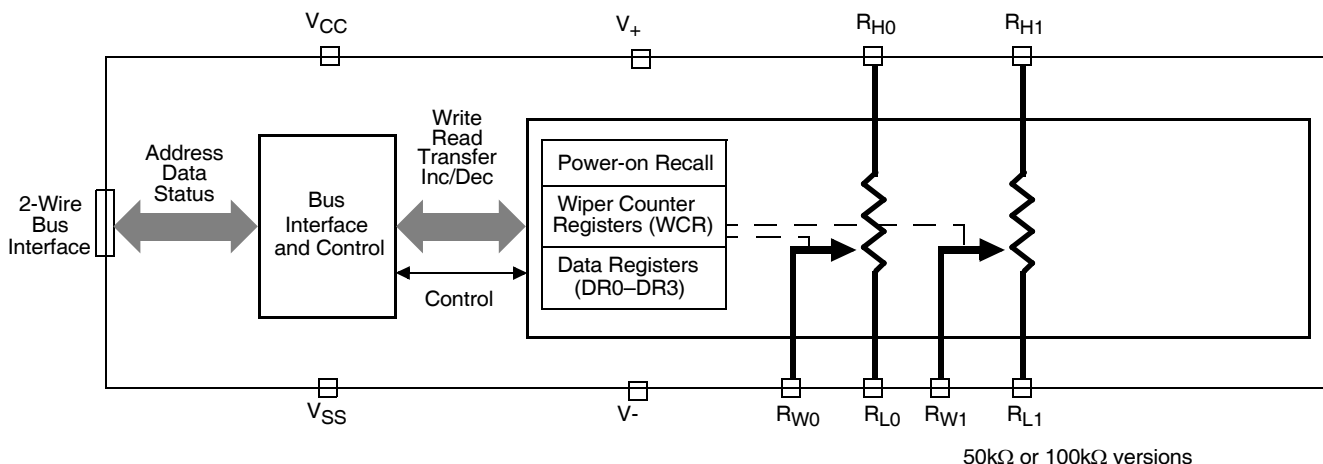 VCC
V+
RH0
RH1
Write
Read
Transfer
Inc/Dec
Address
Data
Status
2-Wire
Bus
Interface
Bus
Interface
and Control
Control
Power-on Recall
Wiper Counter
Registers (WCR)
Data Registers
(DR0–DR3)
VSS
V-
RW0
RL0
RW1
RL1
50kΩ or 100kΩ versions